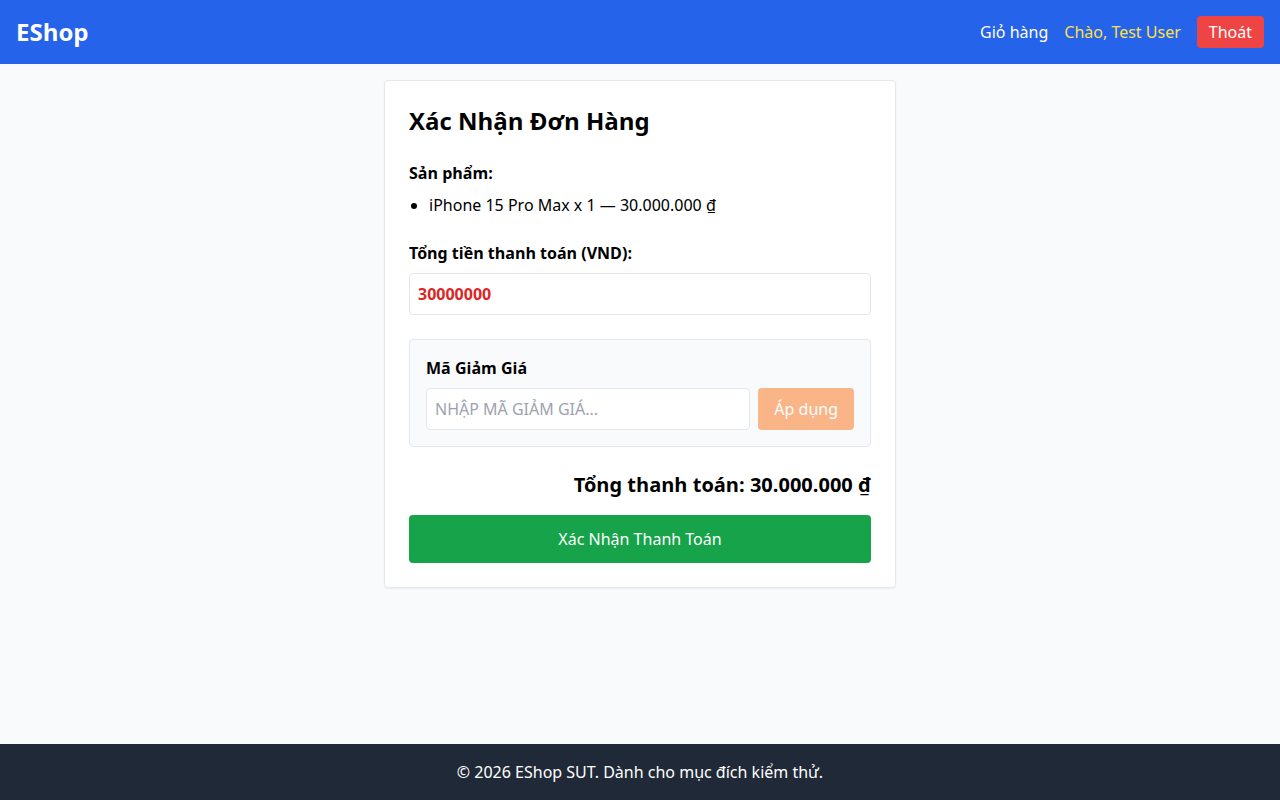 EShop
Giỏ hàng
Chào, Test User
Thoát
Xác Nhận Đơn Hàng
Sản phẩm:
iPhone 15 Pro Max x 1 — 30.000.000 ₫
Tổng tiền thanh toán (VND):
30000000
Mã Giảm Giá
NHẬP MÃ GIẢM GIÁ...
Áp dụng
Tổng thanh toán: 30.000.000 ₫
Xác Nhận Thanh Toán
© 2026 EShop SUT. Dành cho mục đích kiểm thử.